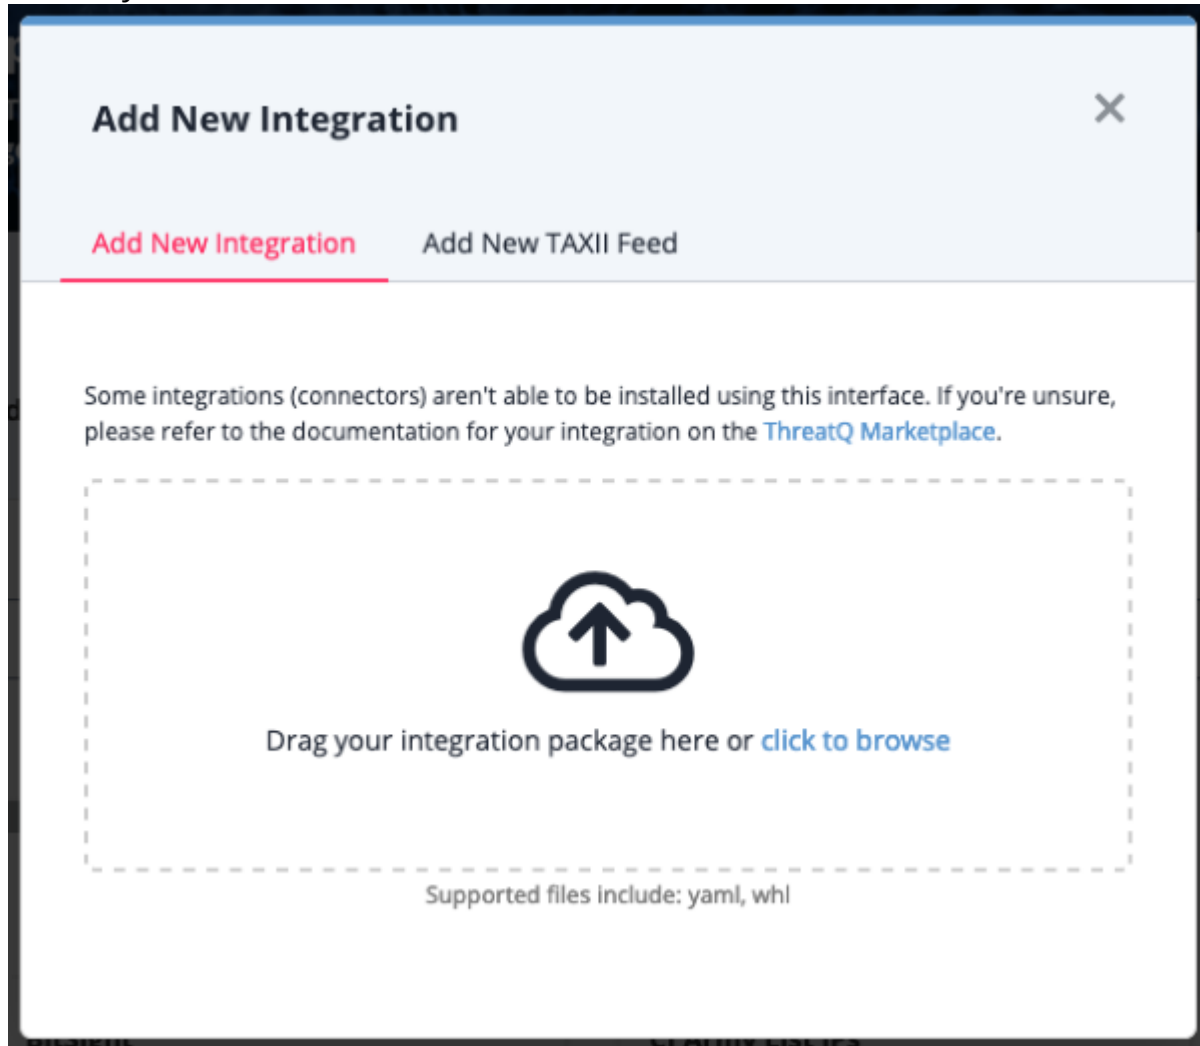 Add New Integration
Add New Integration
Add New TAXII Feed
Some integrations (connectors) aren't able to be installed using this interface. If you're unsure,
please refer to the documentation for your integration on the ThreatQ Marketplace.
Drag your integration package here or click to browse
Supported files include: yaml, whl